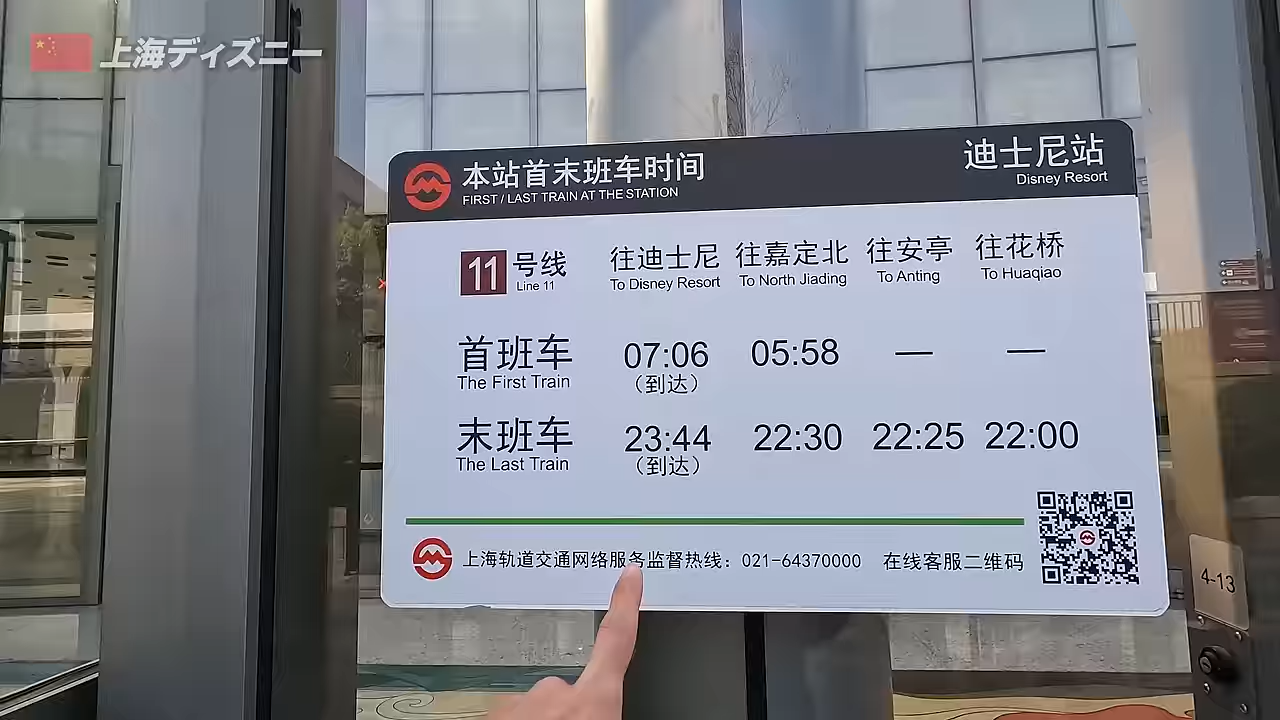 上海ディズニー
本站首末班车时间
FIRST / LAST TRAIN AT THE STATION
迪士尼站
Disney Resort
11 号线 往迪士尼 往嘉定北 往安亭 往花桥
Line 11 To Disney Resort To North Jiading To Anting To Huaqiao
首班车 07:06 05:58 — —
The First Train (到达)
末班车 23:44 22:30 22:25 22:00
The Last Train (到达)
上海轨道交通网络服务监督热线：021-64370000 在线客服二维码
4-13